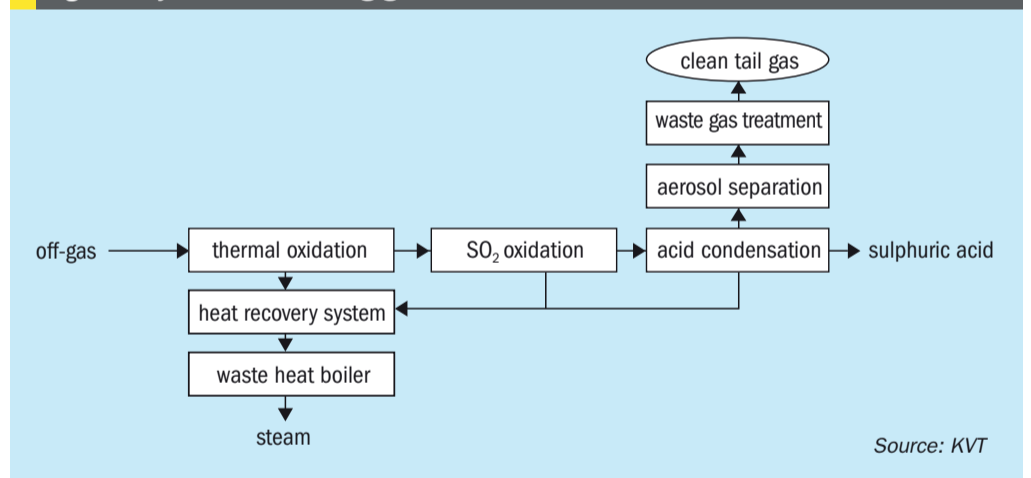 clean tail gas
waste gas treatment
aerosol separation
off-gas
thermal oxidation
SO₂ oxidation
acid condensation
sulphuric acid
heat recovery system
waste heat boiler
steam
Source: KVT